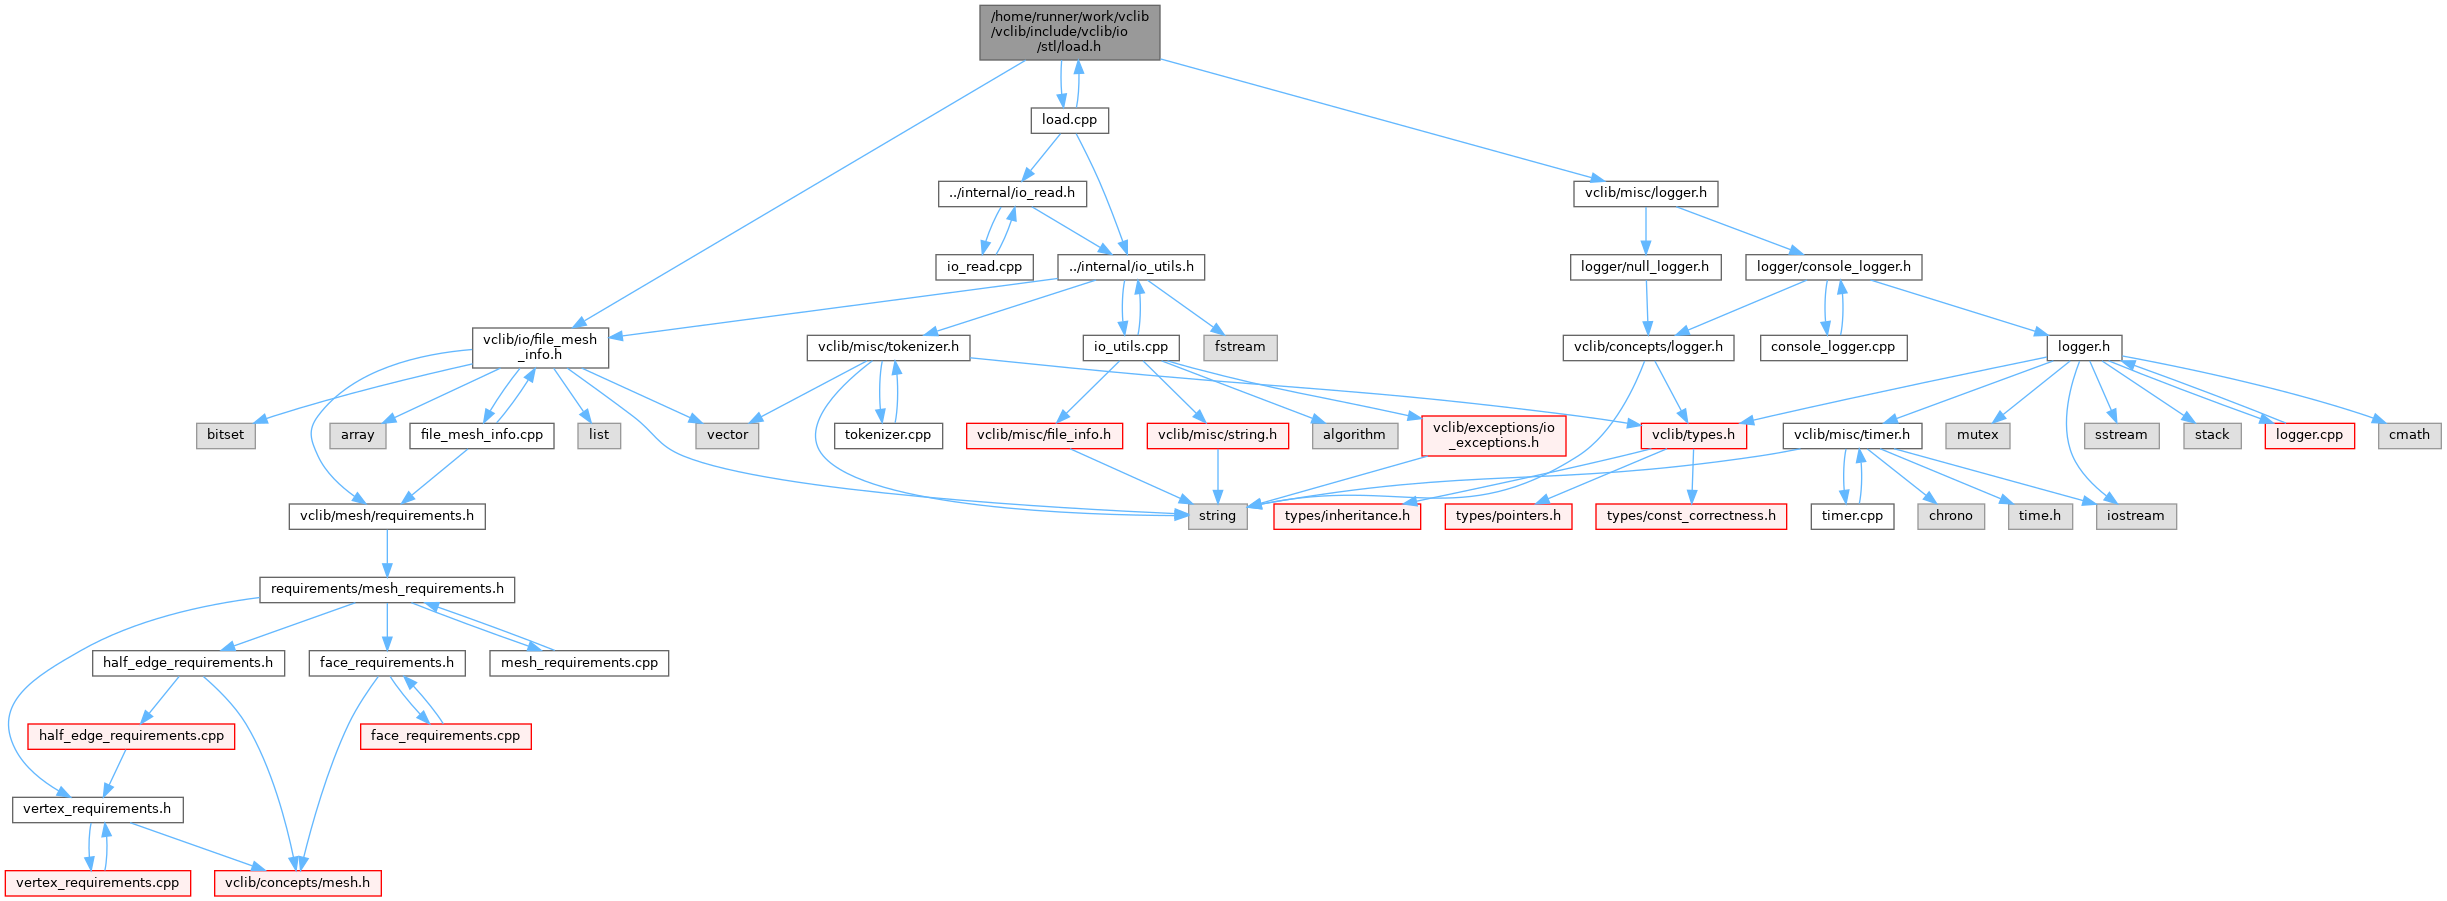 /home/runner/work/vclib
/vclib/include/vclib/io
/stl/load.h
load.cpp
../internal/io_read.h
vclib/misc/logger.h
io_read.cpp
../internal/io_utils.h
logger/null_logger.h
logger/console_logger.h
vclib/io/file_mesh
_info.h
vclib/misc/tokenizer.h
io_utils.cpp
fstream
vclib/concepts/logger.h
console_logger.cpp
logger.h
bitset
array
file_mesh_info.cpp
list
vector
tokenizer.cpp
vclib/misc/file_info.h
vclib/misc/string.h
algorithm
vclib/exceptions/io
_exceptions.h
vclib/types.h
vclib/misc/timer.h
mutex
sstream
stack
logger.cpp
cmath
vclib/mesh/requirements.h
string
types/inheritance.h
types/pointers.h
types/const_correctness.h
timer.cpp
chrono
time.h
iostream
requirements/mesh_requirements.h
half_edge_requirements.h
face_requirements.h
mesh_requirements.cpp
half_edge_requirements.cpp
face_requirements.cpp
vertex_requirements.h
vertex_requirements.cpp
vclib/concepts/mesh.h